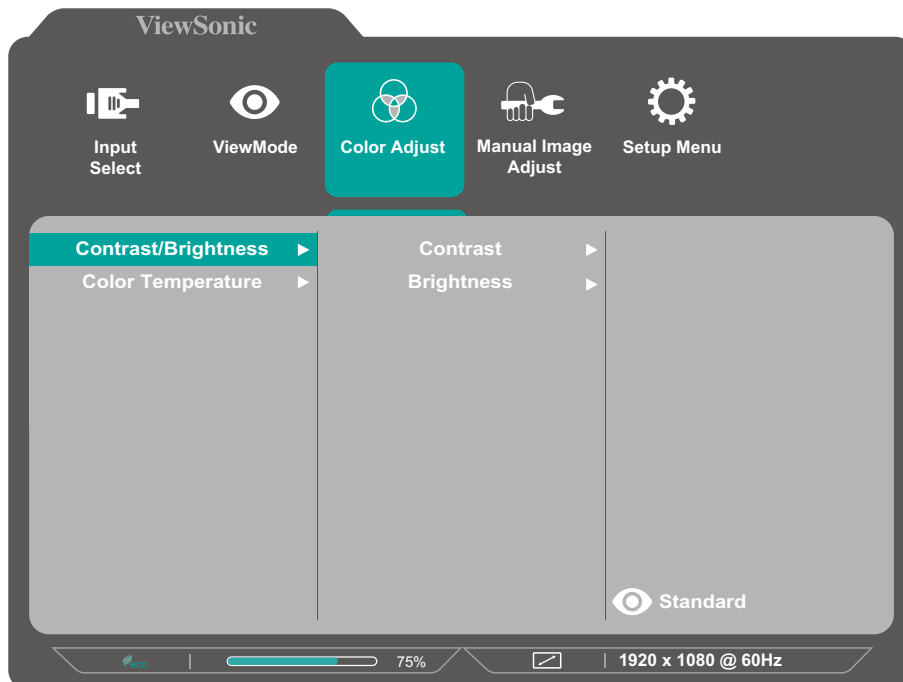 ViewSonic
Input
Select
ViewMode
Color Adjust
Manual Image
Adjust
Setup Menu
Contrast/Brightness
Color Temperature
Contrast
Brightness
Standard
eco
75%
1920 x 1080 @ 60Hz